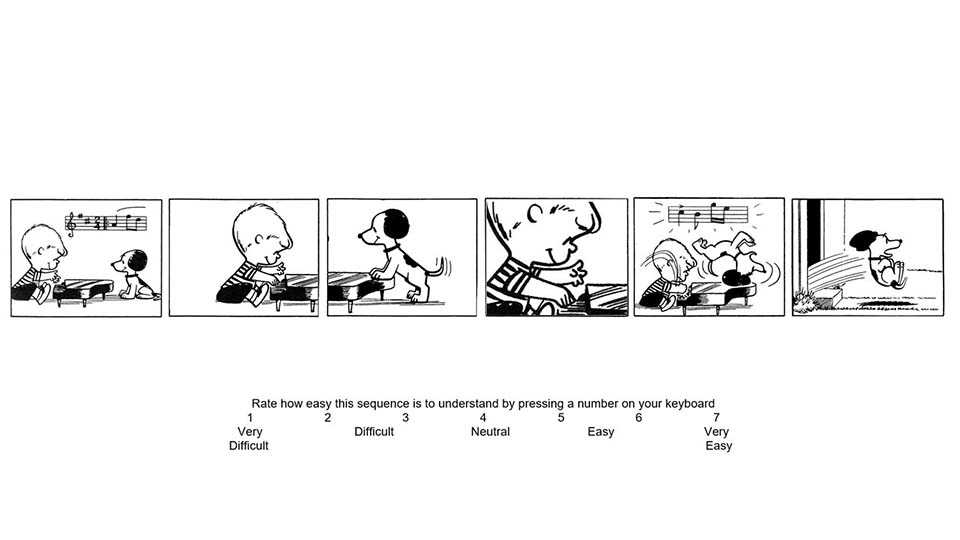 Rate how easy this sequence is to understand by pressing a number on your keyboard
1 2 3 4 5 6 7
Very Difficult Neutral Easy Very
Difficult Easy